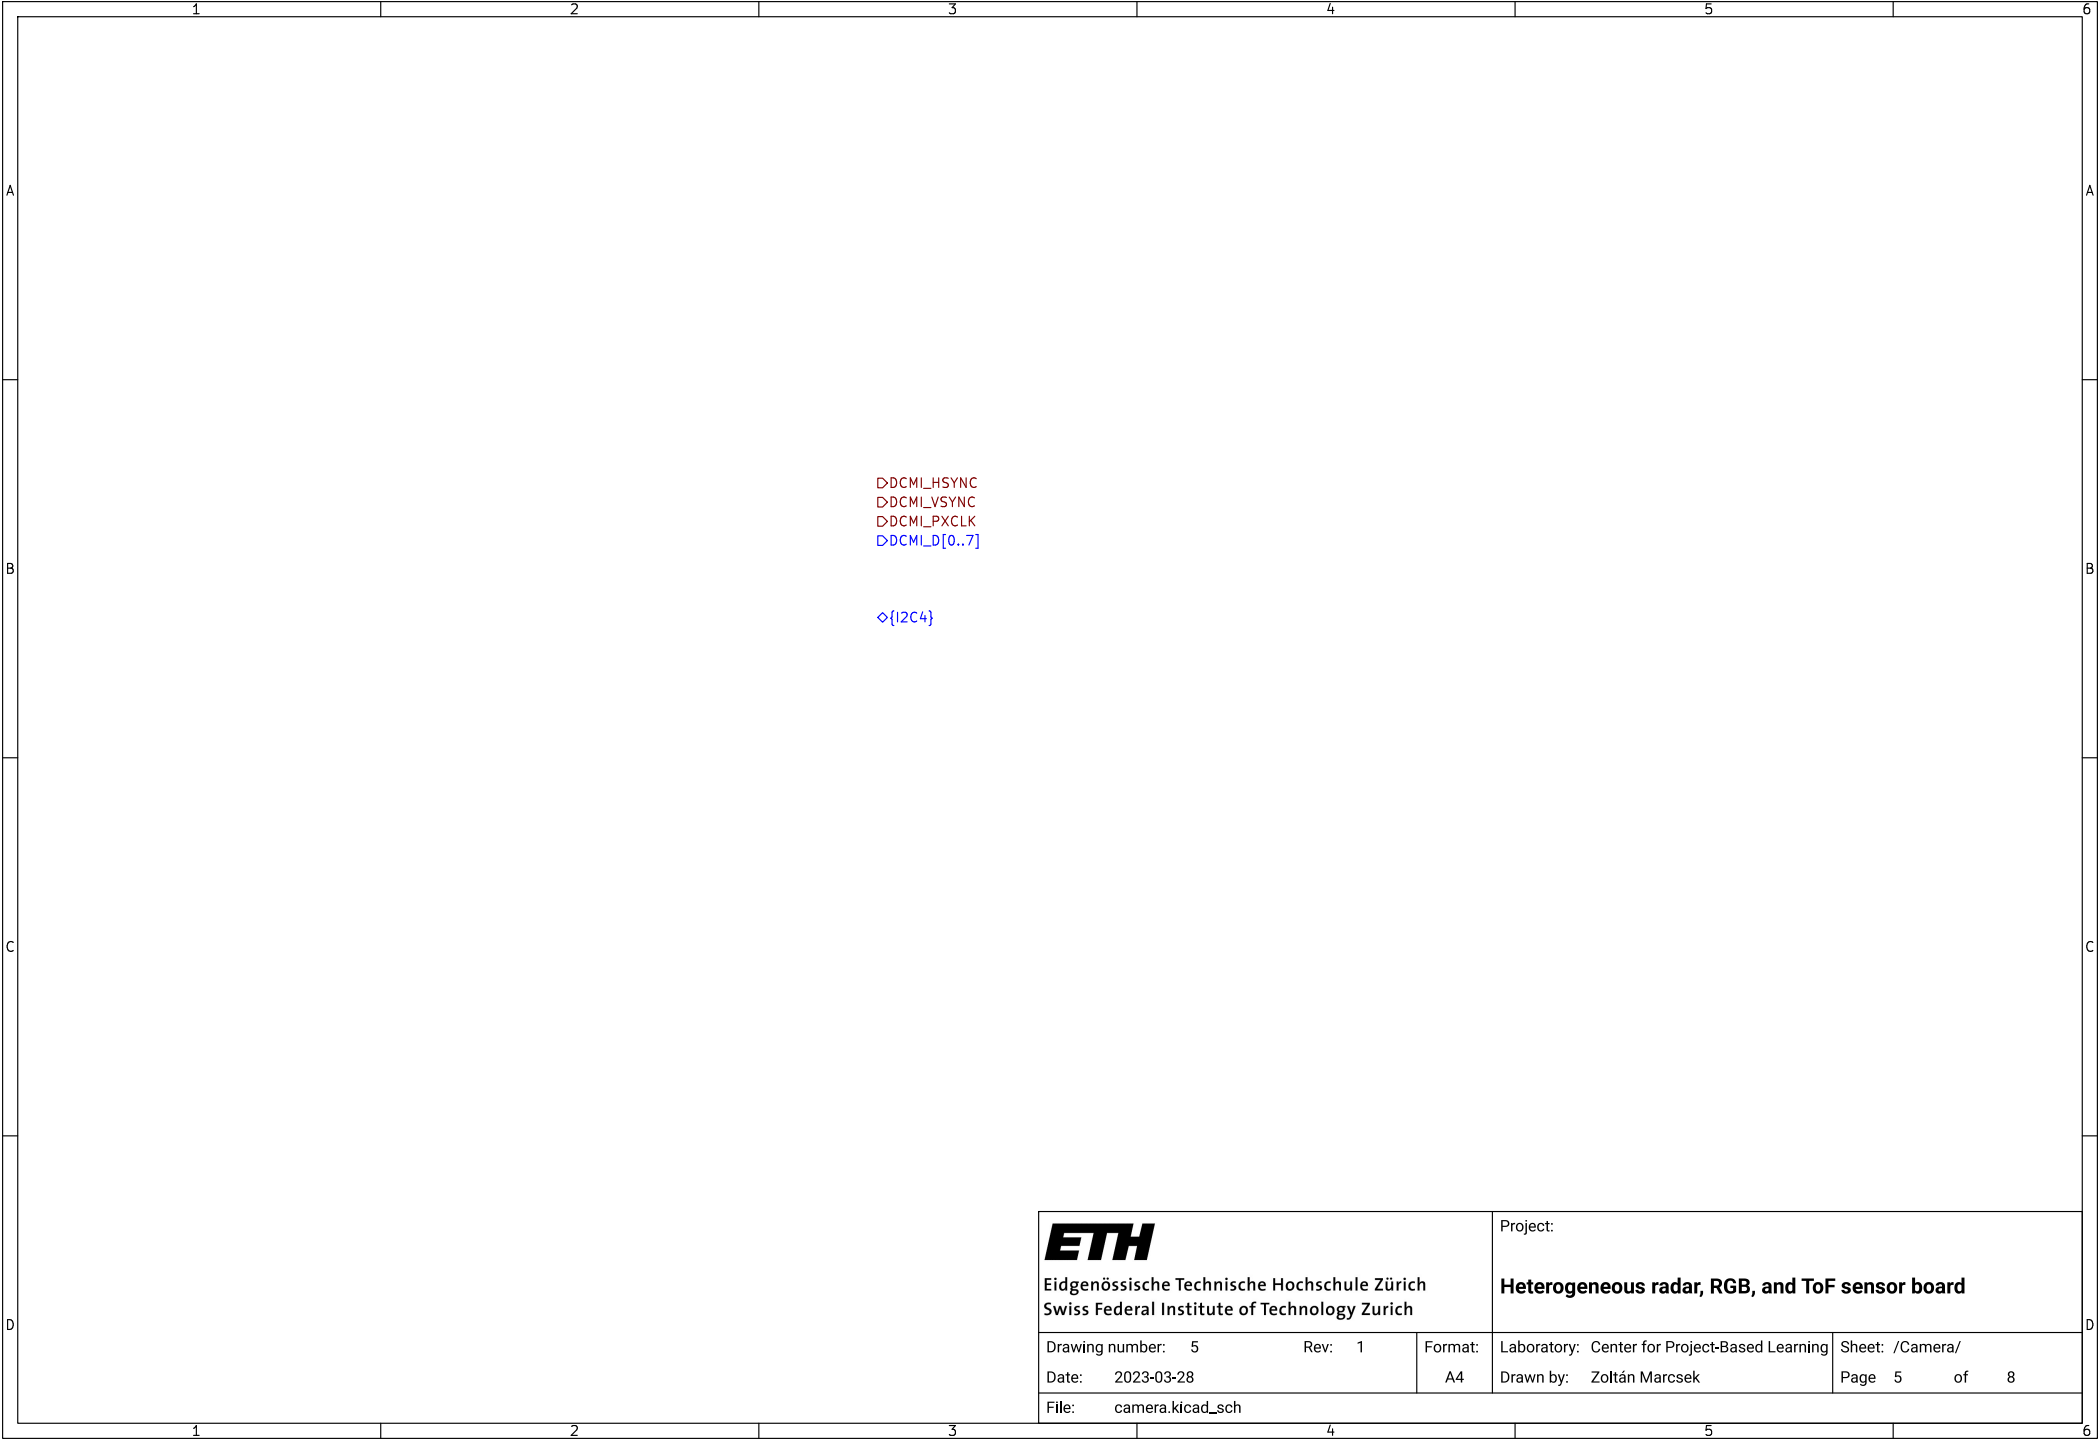 1 2 3 4 5 6
A A
DCMI_HSYNC
DCMI_VSYNC
DCMI_PXCLK
DCMI_D[0..7]
B B
{I2C4}
C C
ETH
Eidgenössische Technische Hochschule Zürich
Swiss Federal Institute of Technology Zurich
Project:
Heterogeneous radar, RGB, and ToF sensor board
D D
Drawing number: 5 Rev: 1 Format: Laboratory: Center for Project-Based Learning Sheet: /Camera/
Date: 2023-03-28 A4 Drawn by: Zoltán Marcsek Page 5 of 8
File: camera.kicad_sch
1 2 3 4 5 6